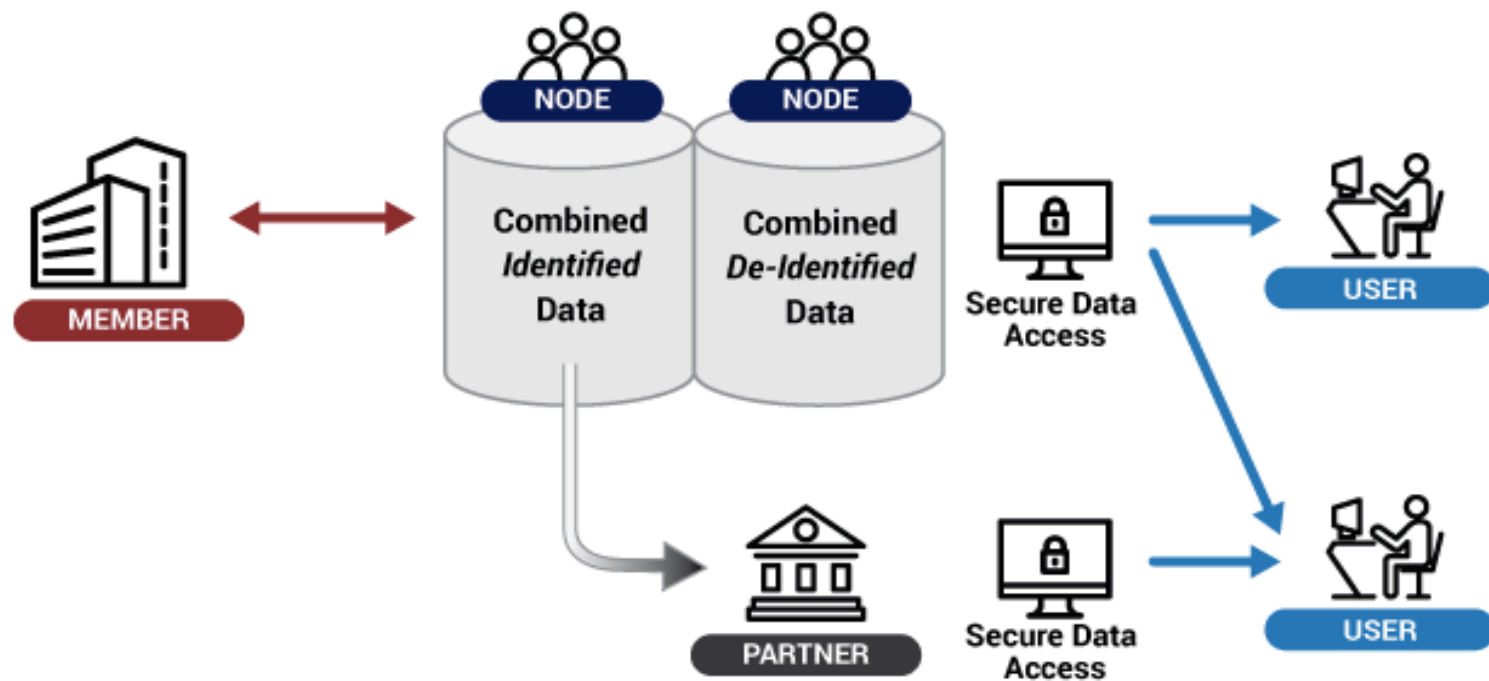 NODE
NODE
MEMBER
Combined
Identified
Data
Combined
De-Identified
Data
Secure Data
Access
USER
PARTNER
Secure Data
Access
USER